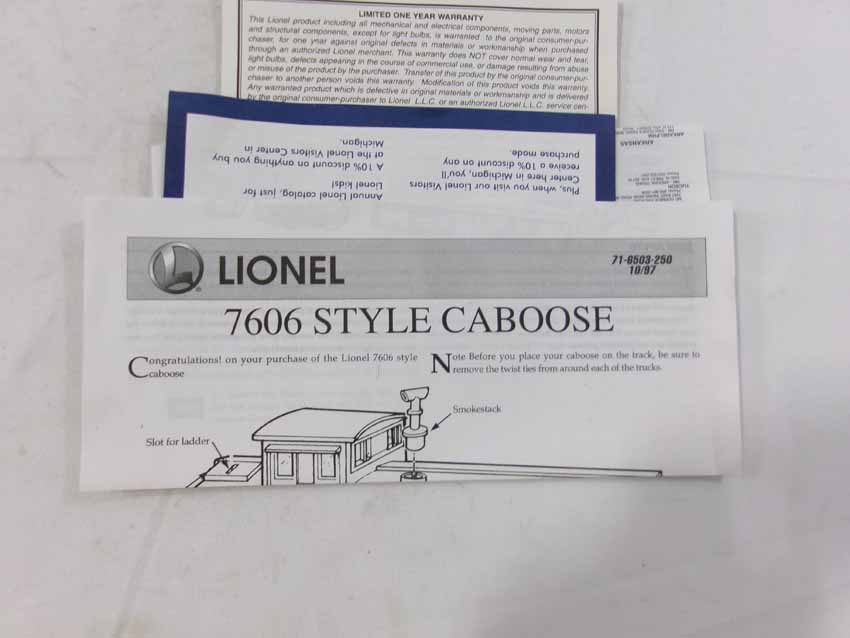 LIMITED ONE YEAR WARRANTY
This Lionel product including all mechanical and electrical components, moving parts, motors
and structural components, except for light bulbs, is warranted to the original consumer-pur-
chaser, for one year against original defects in materials or workmanship when purchased
through an authorized Lionel merchant. This warranty does NOT cover normal wear and tear,
light bulbs, defects appearing in the course of commercial use, or damage resulting from abuse
or misuse of the product by the purchaser. Transfer of this product by the original consumer-pur-
chaser to another person voids this warranty. Modification of this product voids this warranty.
Any warranted product which is defective in original materials or workmanship and is delivered
by the original consumer-purchaser to Lionel L.L.C. or an authorized Lionel L.L.C. service cen-
Annual Lionel catalog, just for
Lionel kids!
A 10% discount on anything you buy
at the Lionel Visitors Center in
Michigan.
Plus, when you visit our Lionel Visitors
Center here in Michigan, you'll
receive a 10% discount on any
purchase made.
ARKANSAS
ARKADELPHIA
TUCSON
LIONEL
71-6503-250
10/97
7606 STYLE CABOOSE
Congratulations! on your purchase of the Lionel 7606 style
caboose
Note Before you place your caboose on the track, be sure to
remove the twist ties from around each of the trucks.
Smokestack
Slot for ladder